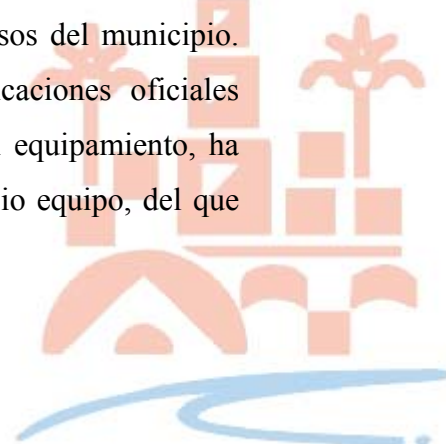 sos del municipio.
caciones oficiales
equipamiento, ha
io equipo, del que